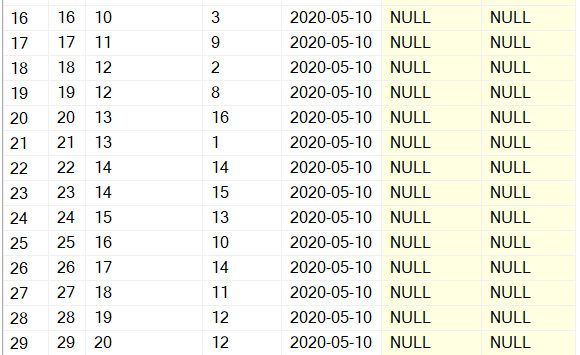 16 16 10 3 2020-05-10 NULL NULL
17 17 11 9 2020-05-10 NULL NULL
18 18 12 2 2020-05-10 NULL NULL
19 19 12 8 2020-05-10 NULL NULL
20 20 13 16 2020-05-10 NULL NULL
21 21 13 1 2020-05-10 NULL NULL
22 22 14 14 2020-05-10 NULL NULL
23 23 14 15 2020-05-10 NULL NULL
24 24 15 13 2020-05-10 NULL NULL
25 25 16 10 2020-05-10 NULL NULL
26 26 17 14 2020-05-10 NULL NULL
27 27 18 11 2020-05-10 NULL NULL
28 28 19 12 2020-05-10 NULL NULL
29 29 20 12 2020-05-10 NULL NULL